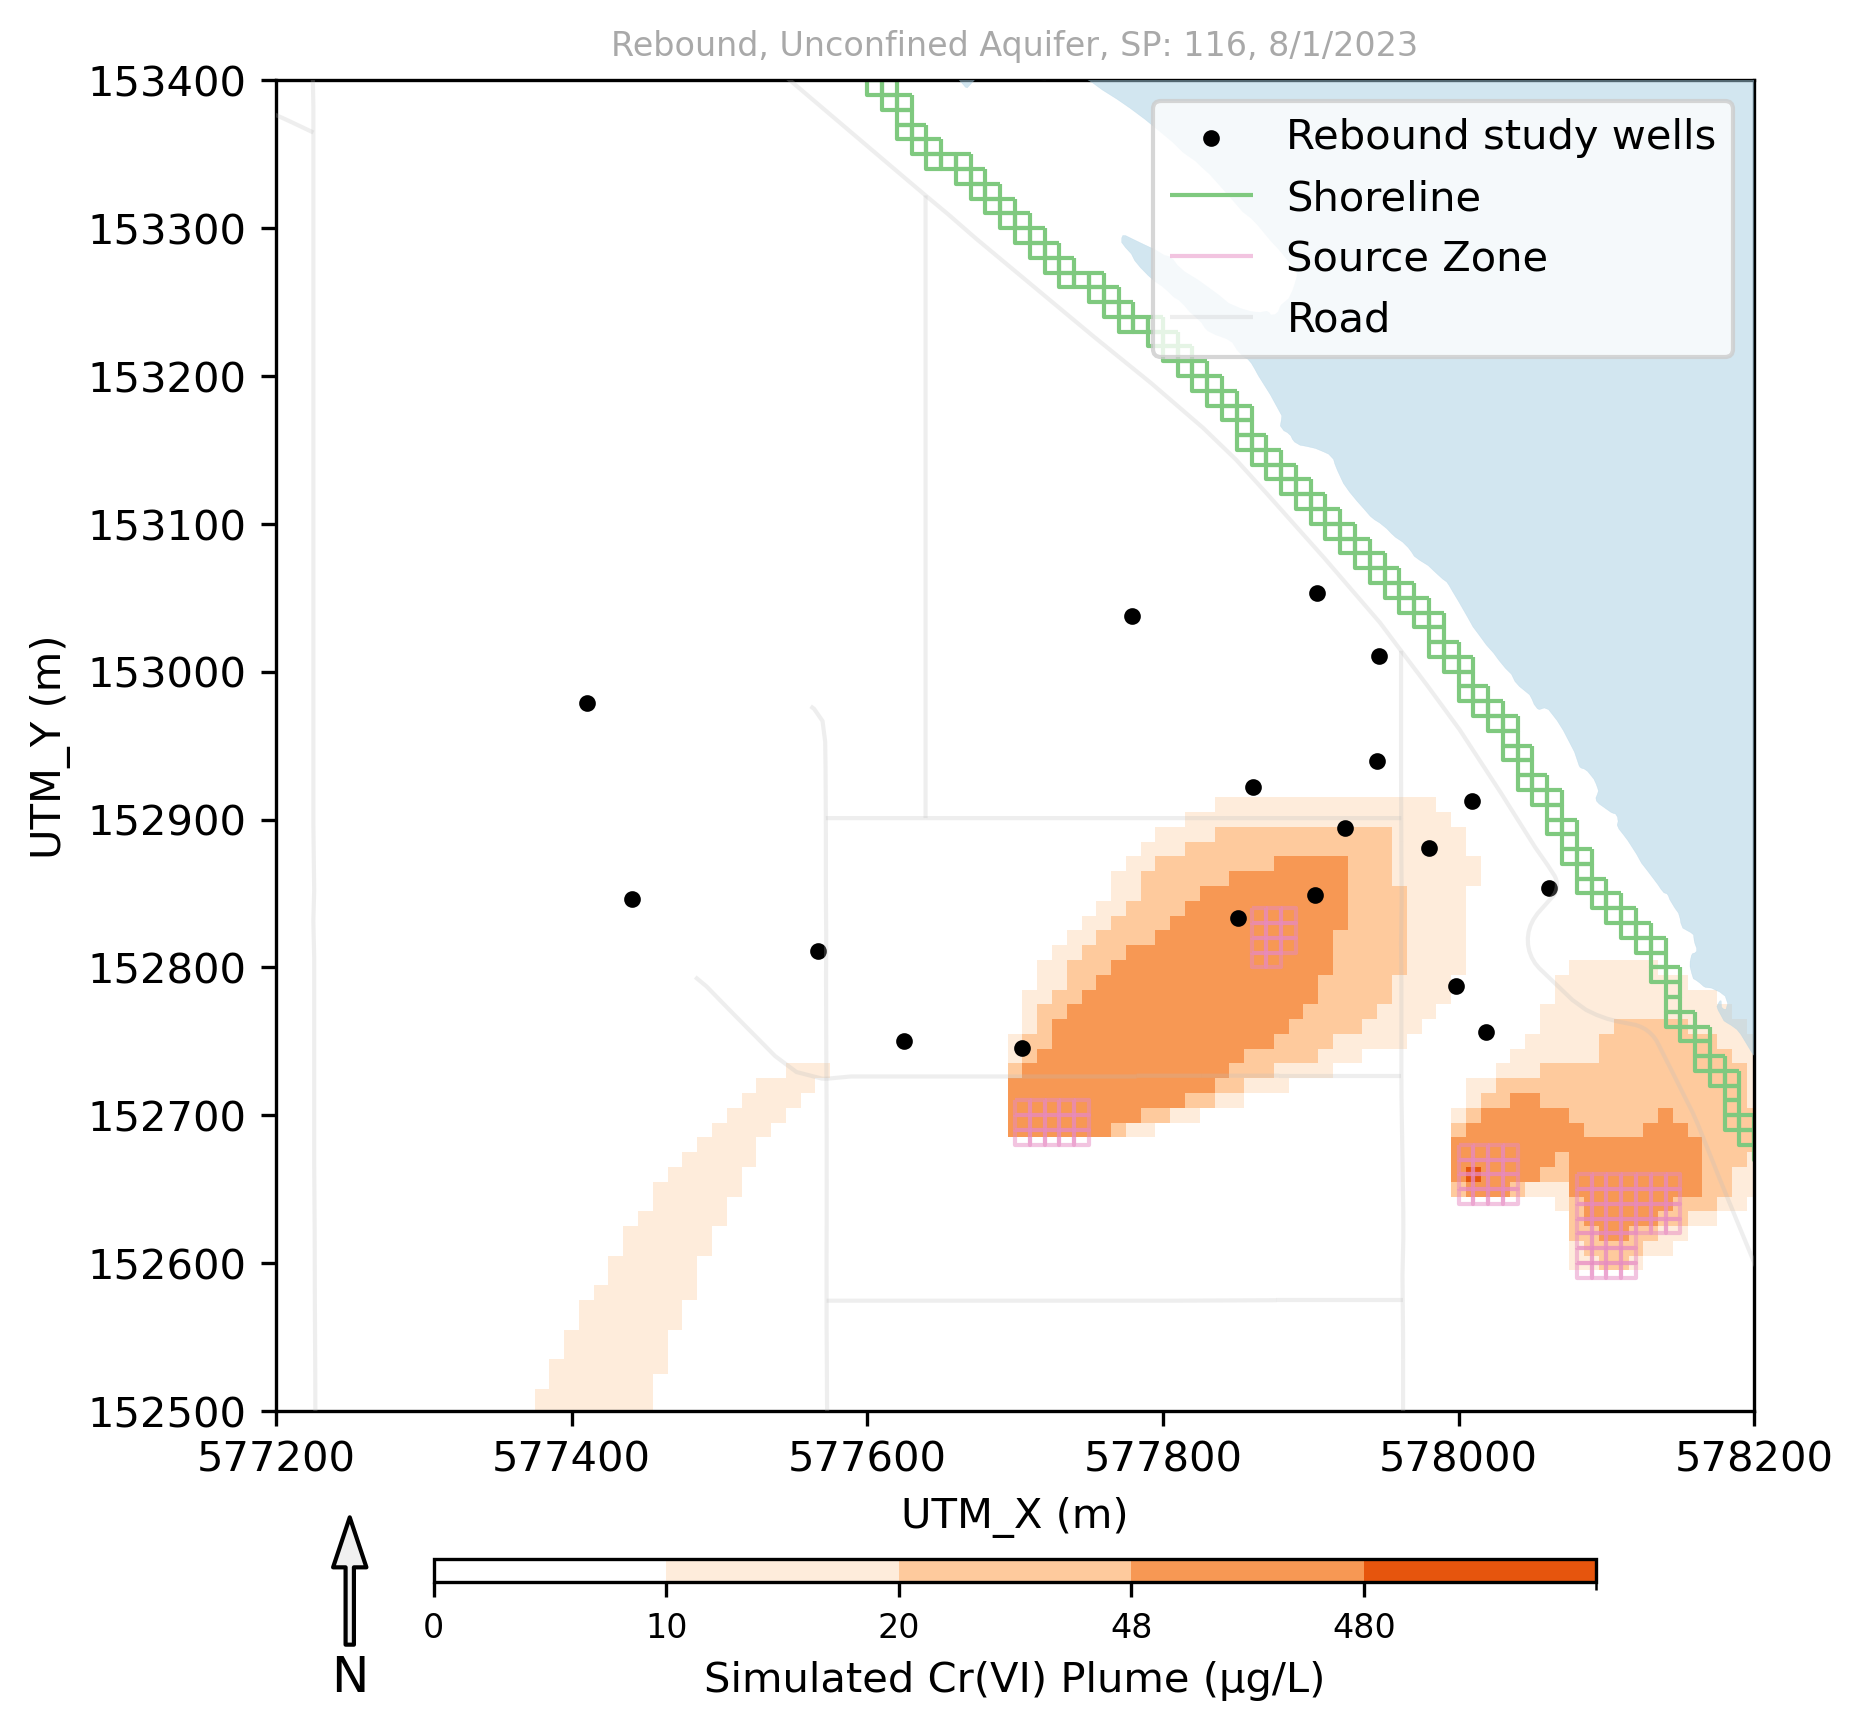 Rebound, Unconfined Aquifer, SP: 116, 8/1/2023
Rebound study wells
Shoreline
Source Zone
Road
153400
153300
153200
153100
153000
152900
152800
152700
152600
152500
UTM_Y (m)
577200 577400 577600 577800 578000 578200
UTM_X (m)
N
0 10 20 48 480
Simulated Cr(VI) Plume (μg/L)